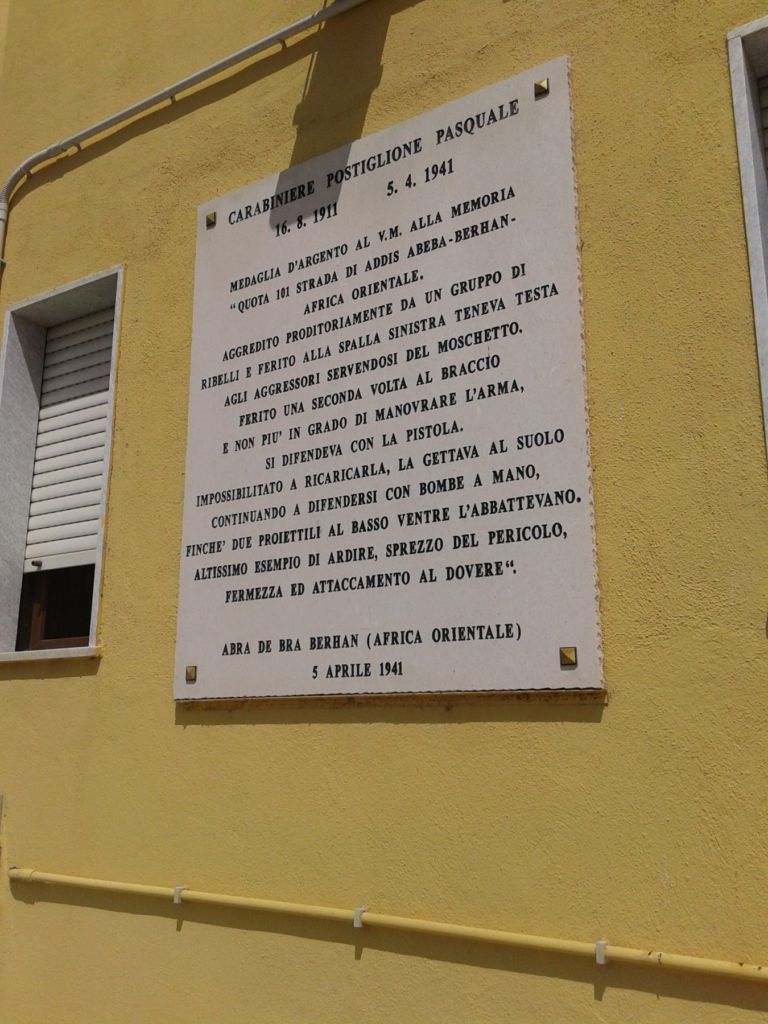 CARABINIERE POSTIGLIONE PASQUALE
16. 8. 1911 5. 4. 1941
MEDAGLIA D'ARGENTO AL V.M. ALLA MEMORIA
"QUOTA 101 STRADA DI ADDIS ABEBA-BERHAN-
AFRICA ORIENTALE.
AGGREDITO PRODITORIAMENTE DA UN GRUPPO DI
RIBELLI E FERITO ALLA SPALLA SINISTRA TENEVA TESTA
AGLI AGGRESSORI SERVENDOSI DEL MOSCHETTO.
FERITO UNA SECONDA VOLTA AL BRACCIO
E NON PIU' IN GRADO DI MANOVRARE L'ARMA,
SI DIFENDEVA CON LA PISTOLA.
IMPOSSIBILITATO A RICARICARLA, LA GETTAVA AL SUOLO
CONTINUANDO A DIFENDERSI CON BOMBE A MANO,
FINCHE' DUE PROIETTILI AL BASSO VENTRE L'ABBATTEVANO.
ALTISSIMO ESEMPIO DI ARDIRE, SPREZZO DEL PERICOLO,
FERMEZZA ED ATTACCAMENTO AL DOVERE".
ABRA DE BRA BERHAN (AFRICA ORIENTALE)
5 APRILE 1941